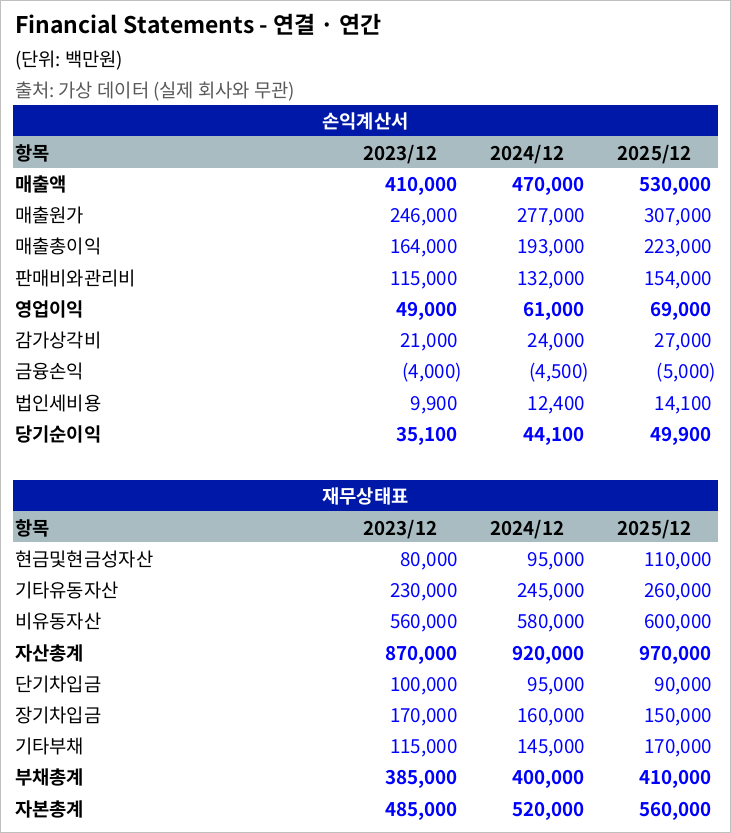 Financial Statements - 연결 · 연간
(단위: 백만원)
출처: 가상 데이터 (실제 회사와 무관)
손익계산서
항목 2023/12 2024/12 2025/12
매출액 410,000 470,000 530,000
매출원가 246,000 277,000 307,000
매출총이익 164,000 193,000 223,000
판매비와관리비 115,000 132,000 154,000
영업이익 49,000 61,000 69,000
감가상각비 21,000 24,000 27,000
금융손익 (4,000) (4,500) (5,000)
법인세비용 9,900 12,400 14,100
당기순이익 35,100 44,100 49,900
재무상태표
항목 2023/12 2024/12 2025/12
현금및현금성자산 80,000 95,000 110,000
기타유동자산 230,000 245,000 260,000
비유동자산 560,000 580,000 600,000
자산총계 870,000 920,000 970,000
단기차입금 100,000 95,000 90,000
장기차입금 170,000 160,000 150,000
기타부채 115,000 145,000 170,000
부채총계 385,000 400,000 410,000
자본총계 485,000 520,000 560,000